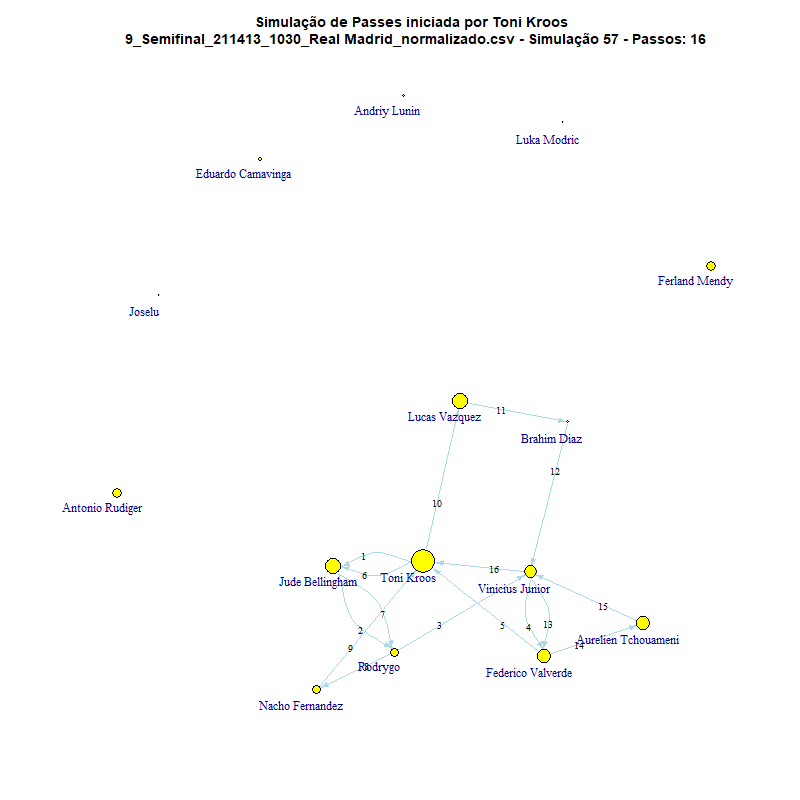 Simulação de Passes iniciada por Toni Kroos
9_Semifinal_211413_1030_Real Madrid_normalizado.csv - Simulação 57 - Passos: 16
Andriy Lunin
Luka Modric
Eduardo Camavinga
Ferland Mendy
Joselu
11
Lucas Vazquez
Brahim Diaz
12
10
Antonio Rudiger
1
16
6
Toni Kroos
Jude Bellingham
Vinicius Junior
15
7
2
3
5
4
13
Aurelien Tchouameni
14
9
Rodrygo
8
Federico Valverde
Nacho Fernandez